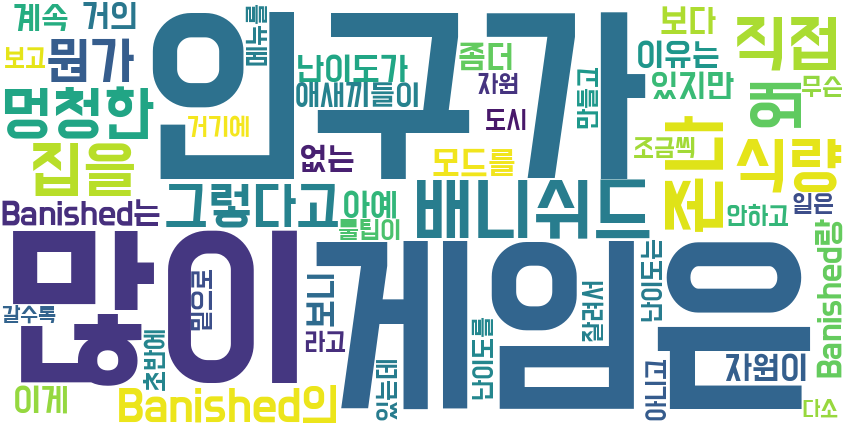 계속
거의
메뉴를
인구가
보다
직접
보고
뭔가
난이도가
좀더
이유는
애새끼들이
자원
만들고
있지만
왜
무슨
멍청한
거기에
도시
집을
없는
모드를
조금씩
존나
식량
그렇다고
아예
배니쉬드
안하고
일은
Banished는
툴팁이
많이
게임은
Banished랑
갈수록
밑으로
보니
라고
초반에
있는데
난이도를
잘려서
난이도는
아니고
자원이
이게
Banished의
다소